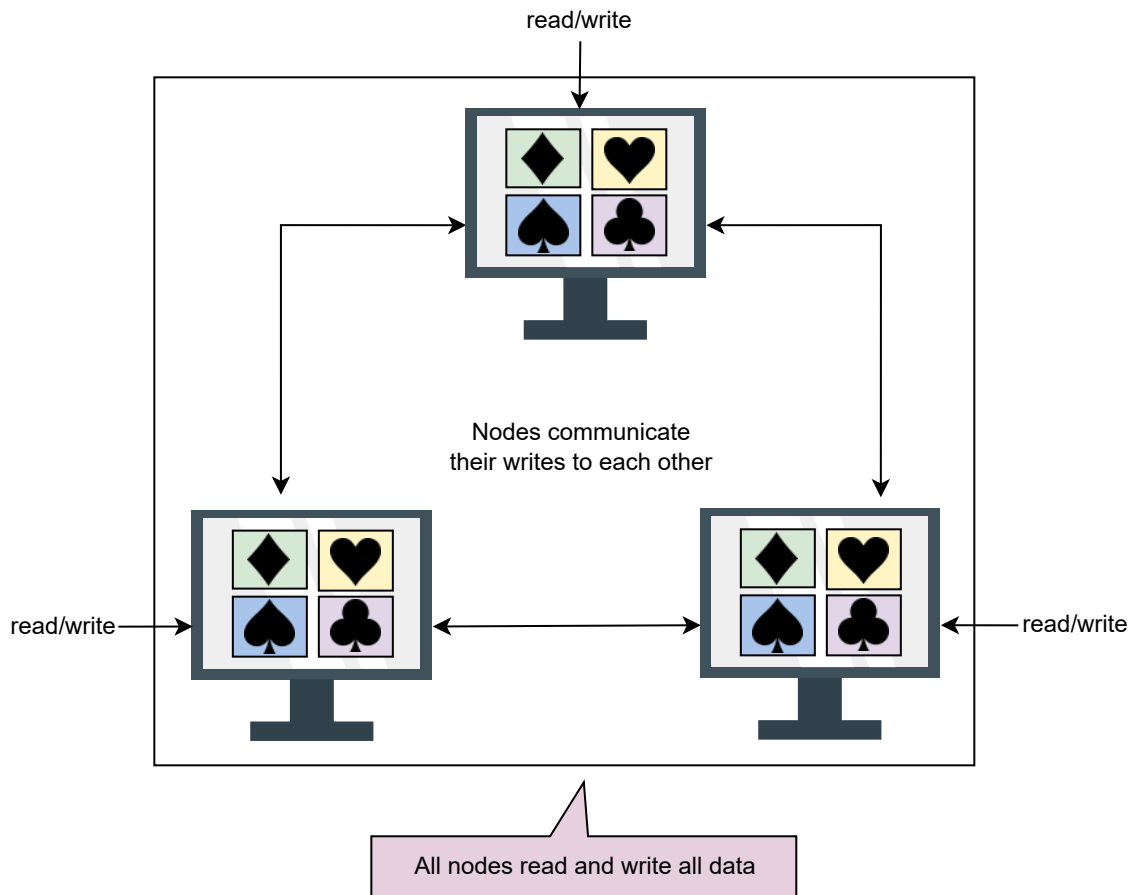 read/write
Nodes communicate
their writes to each other
read/write
read/write
All nodes read and write all data